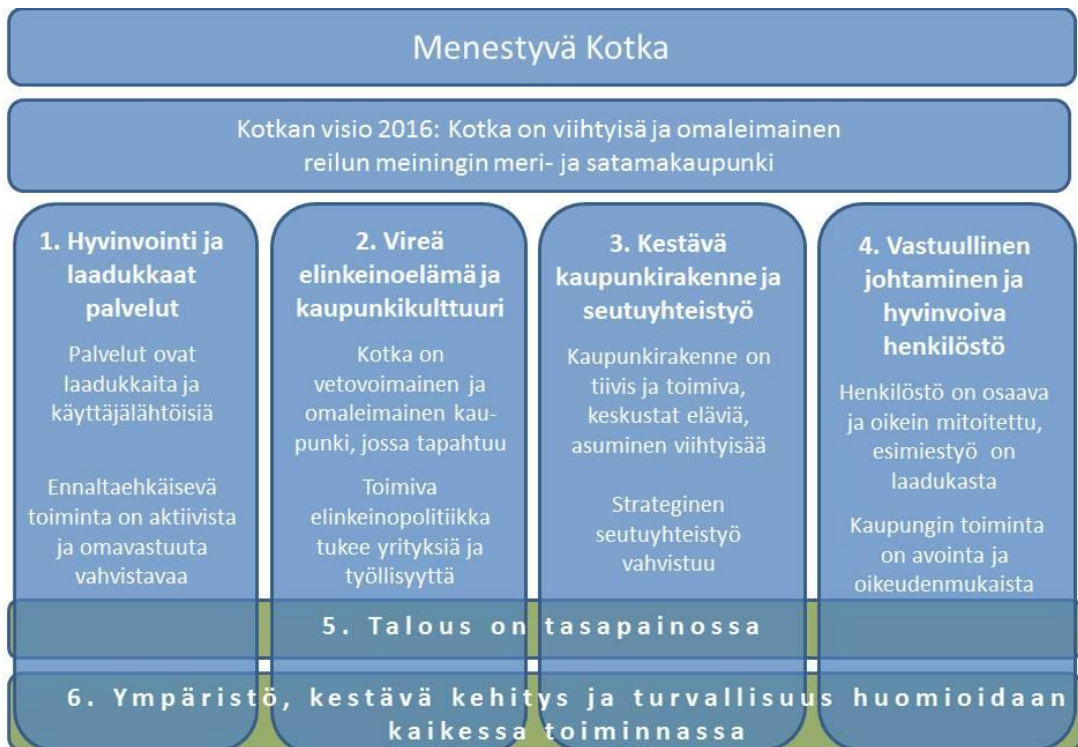 Menestyvä Kotka
Kotkan visio 2016: Kotka on viihtyisä ja omaleimainen
reilun meiningin meri- ja satamakaupunki
1. Hyvinvointi ja
laadukkaat
palvelut
Palvelut ovat
laadukkaita ja
käyttäjälähtöisiä
Ennaltaehkäisevä
toiminta on aktiivista
ja omavastuuta
vahvistavaa
2. Vireä
elinkeinoelämä ja
kaupunkikulttuuri
Kotka on
vetovoimainen ja
omaleimainen kau-
punki, jossa tapahtuu
Toimiva
elinkeinopolitiikka
tukee yrityksiä ja
työllisyyttä
3. Kestävä
kaupunkirakenne ja
seutuyhteistyö
Kaupunkirakenne on
tiivis ja toimiva,
keskustat eläviä,
asuminen viihtyisää
Strateginen
seutuyhteistyö
vahvistuu
4. Vastuullinen
johtaminen ja
hyvinvoiva
henkilöstö
Henkilöstö on osaava
ja oikein mitoitettu,
esimiestyö on
laadukasta
Kaupungin toiminta
on avointa ja
oikeudenmukaista
5. Talous on tasapainossa
6. Ympäristö, kestävä kehitys ja turvallisuus huomioidaan
kaikessa toiminnassa